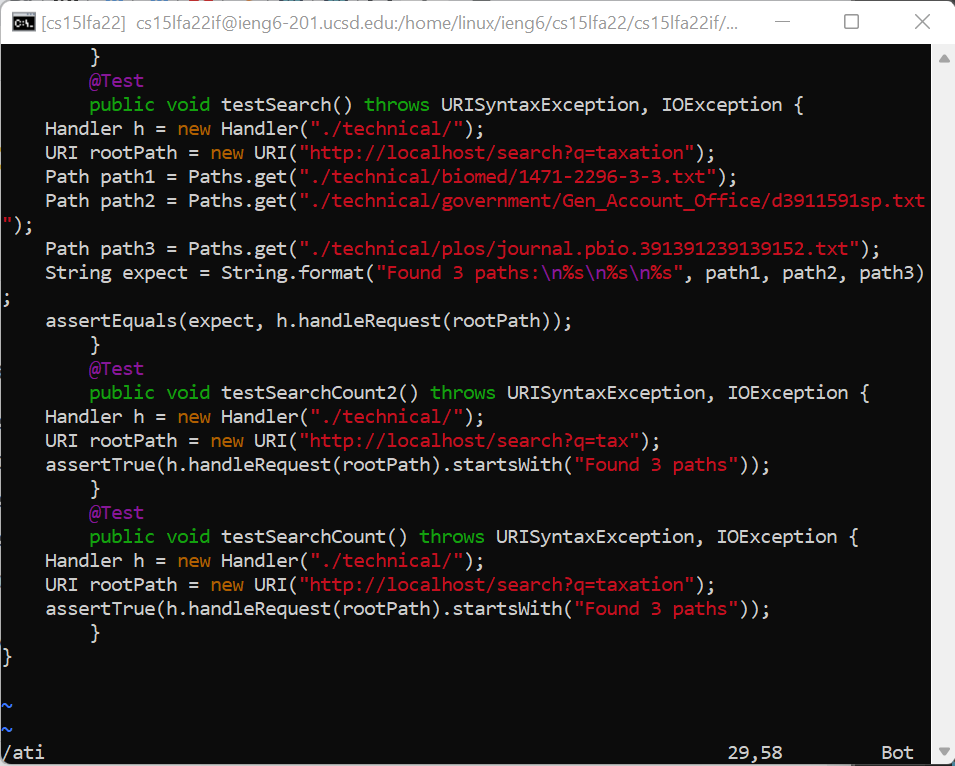 [cs15lfa22] cs15lfa22if@ieng6-201.ucsd.edu:/home/linux/ieng6/cs15lfa22/cs15lfa22if/...
        }
        @Test
        public void testSearch() throws URISyntaxException, IOException {
    Handler h = new Handler("./technical/");
    URI rootPath = new URI("http://localhost/search?q=taxation");
    Path path1 = Paths.get("./technical/biomed/1471-2296-3-3.txt");
    Path path2 = Paths.get("./technical/government/Gen_Account_Office/d3911591sp.txt
");
    Path path3 = Paths.get("./technical/plos/journal.pbio.391391239139152.txt");
    String expect = String.format("Found 3 paths:\n%s\n%s\n%s", path1, path2, path3)
;
    assertEquals(expect, h.handleRequest(rootPath));
        }
        @Test
        public void testSearchCount2() throws URISyntaxException, IOException {
    Handler h = new Handler("./technical/");
    URI rootPath = new URI("http://localhost/search?q=tax");
    assertTrue(h.handleRequest(rootPath).startsWith("Found 3 paths"));
        }
        @Test
        public void testSearchCount() throws URISyntaxException, IOException {
    Handler h = new Handler("./technical/");
    URI rootPath = new URI("http://localhost/search?q=taxation");
    assertTrue(h.handleRequest(rootPath).startsWith("Found 3 paths"));
        }
}
~
~
/ati 29,58 Bot